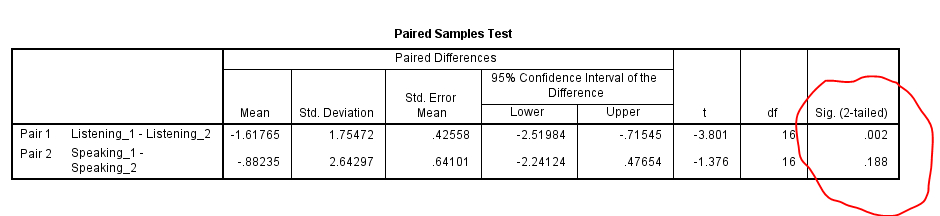 Paired Samples Test
Paired Differences
95% Confidence Interval of the
Difference
Std. Error
Mean Std. Deviation Mean Lower Upper t df Sig. (2-tailed)
Pair 1 Listening_1 - Listening_2 -1.61765 1.75472 .42558 -2.51984 -.71545 -3.801 16 .002
Pair 2 Speaking_1 -
Speaking_2 -.88235 2.64297 .64101 -2.24124 .47654 -1.376 16 .188